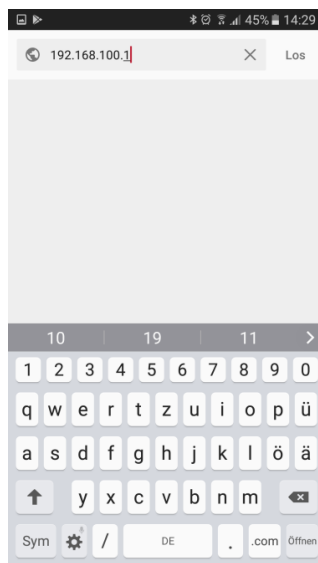 45% 14:29
192.168.100.1 Los
10 19 11
1 2 3 4 5 6 7 8 9 0
q w e r t z u i o p ü
a s d f g h j k l ö ä
y x c v b n m
Sym / DE . .com Öffnen